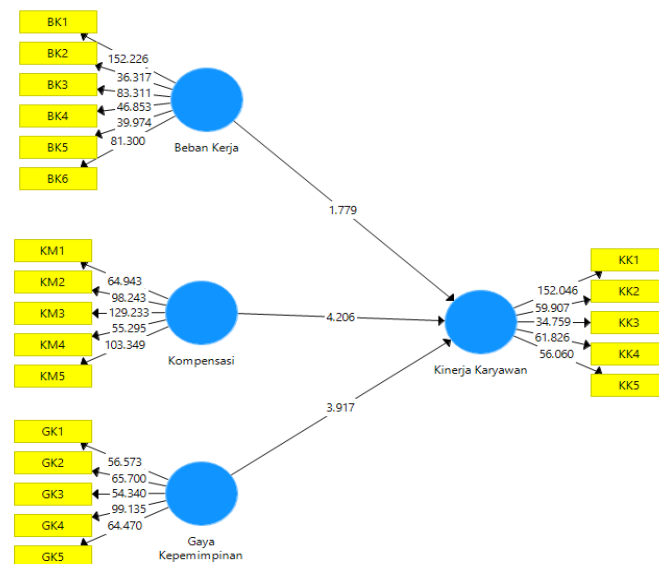 BK1
BK2
BK3
BK4
BK5
BK6
152.226
36.317
83.311
46.853
39.974
81.300
Beban Kerja
1.779
KM1
KM2
KM3
KM4
KM5
64.943
98.243
129.233
55.295
103.349
Kompensasi
4.206
GK1
GK2
GK3
GK4
GK5
56.573
65.700
54.340
99.135
64.470
Gaya
Kepemimpinan
3.917
Kinerja Karyawan
152.046
59.907
34.759
61.826
56.060
KK1
KK2
KK3
KK4
KK5